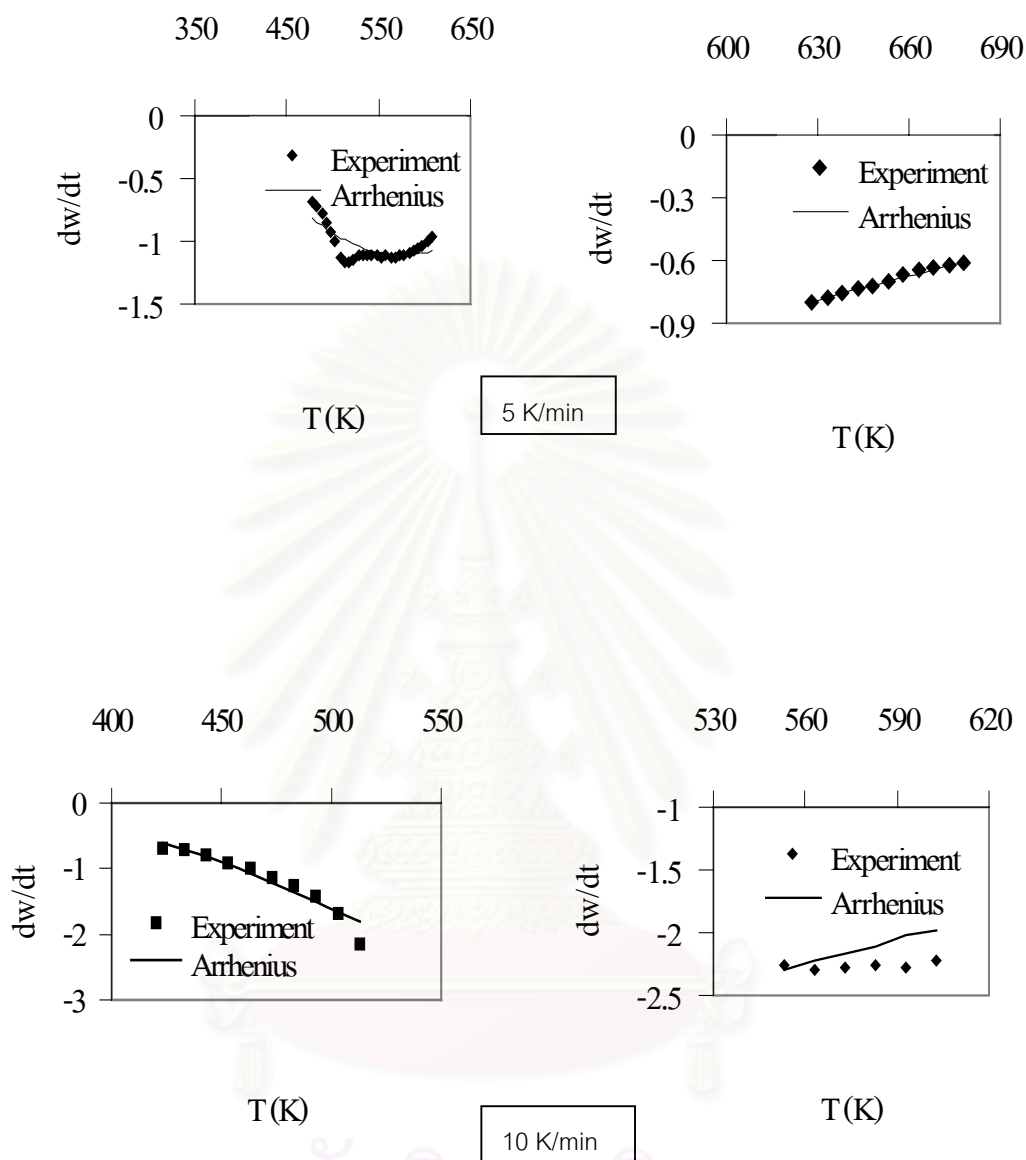 350 450 550 650
600 630 660 690
0
-0.5
-1
-1.5
dw/dt
Experiment
Arrhenius
T(K)
0
-0.3
-0.6
-0.9
dw/dt
Experiment
Arrhenius
T(K)
5 K/min
400 450 500 550
530 560 590 620
0
-1
-2
-3
dw/dt
Experiment
Arrhenius
T(K)
-1
-1.5
-2
-2.5
dw/dt
Experiment
Arrhenius
T(K)
10 K/min